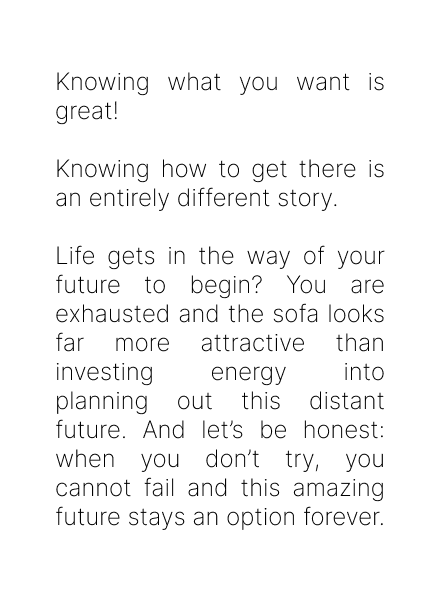 Knowing what you want is
great!
Knowing how to get there is
an entirely different story.
Life gets in the way of your
future to begin? You are
exhausted and the sofa looks
far more attractive than
investing energy into
planning out this distant
future. And let’s be honest:
when you don’t try, you
cannot fail and this amazing
future stays an option forever.